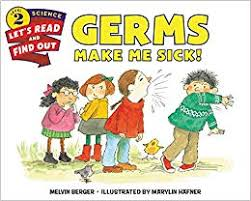 2
SCIENCE
LET'S READ
AND
FIND OUT
GERMS
MAKE ME SICK!
MELVIN BERGER • ILLUSTRATED BY MARYLIN HAFNER